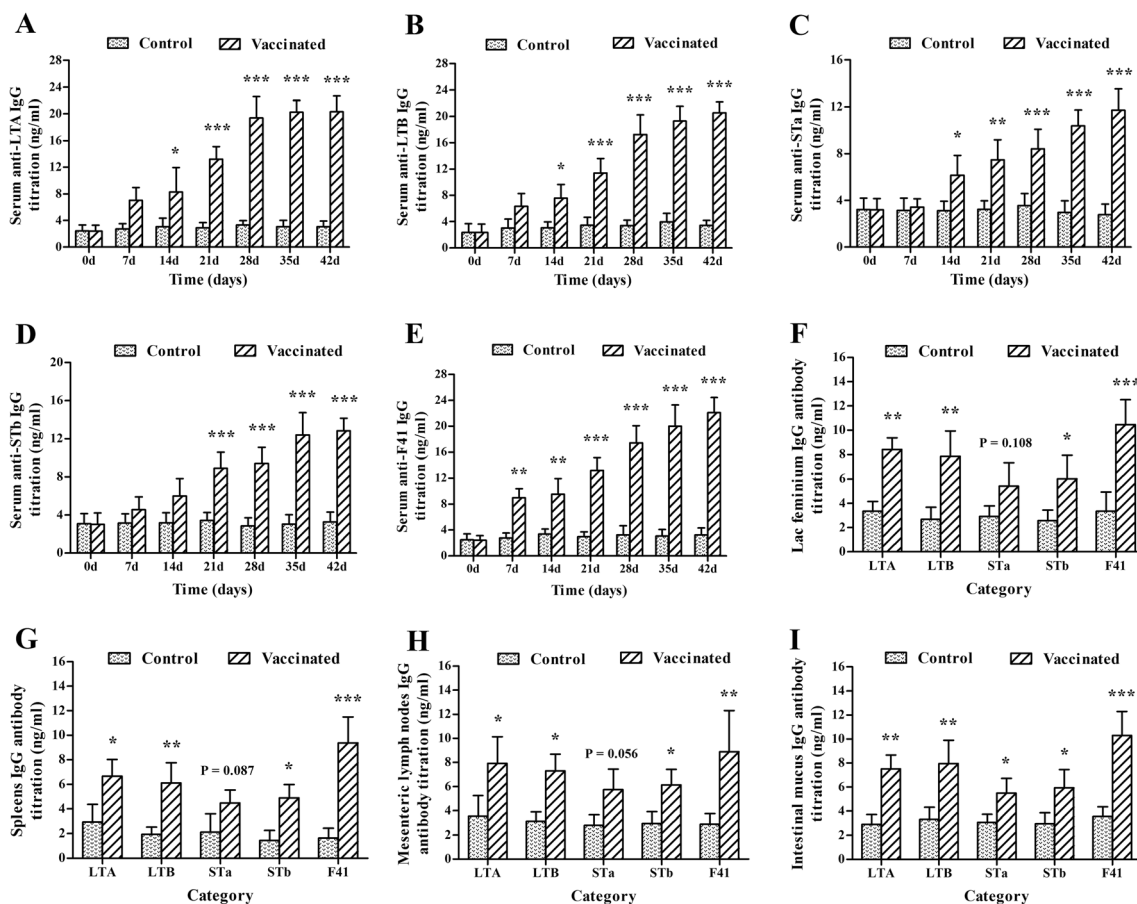 A
Control Vaccinated
Serum anti-LTA IgG
titration (ng/ml)
28
24
20
16
12
8
4
0
*
***
***
***
***
0d 7d 14d 21d 28d 35d 42d
Time (days)
B
Control Vaccinated
Serum anti-LTB IgG
titration (ng/ml)
28
24
20
16
12
8
4
0
*
***
***
***
***
0d 7d 14d 21d 28d 35d 42d
Time (days)
C
Control Vaccinated
Serum anti-STa IgG
titration (ng/ml)
16
12
8
4
0
*
**
***
***
***
0d 7d 14d 21d 28d 35d 42d
Time (days)
D
Control Vaccinated
Serum anti-STb IgG
titration (ng/ml)
20
16
12
8
4
0
***
***
***
***
0d 7d 14d 21d 28d 35d 42d
Time (days)
E
Control Vaccinated
Serum anti-F41 IgG
titration (ng/ml)
28
24
20
16
12
8
4
0
**
**
***
***
***
***
0d 7d 14d 21d 28d 35d 42d
Time (days)
F
Control Vaccinated
Lac feminium IgG antibody
titration (ng/ml)
16
14
12
10
8
6
4
2
0
**
**
P = 0.108
*
***
LTA LTB STa STb F41
Category
G
Control Vaccinated
Spleens IgG antibody
titration (ng/ml)
16
14
12
10
8
6
4
2
0
*
**
P = 0.087
*
***
LTA LTB STa STb F41
Category
H
Control Vaccinated
Mesenteric lymph nodes IgG
antibody titration (ng/ml)
16
14
12
10
8
6
4
2
0
*
*
P = 0.056
*
**
LTA LTB STa STb F41
Category
I
Control Vaccinated
Intestinal mucus IgG antibody
titration (ng/ml)
16
14
12
10
8
6
4
2
0
**
**
*
*
***
LTA LTB STa STb F41
Category